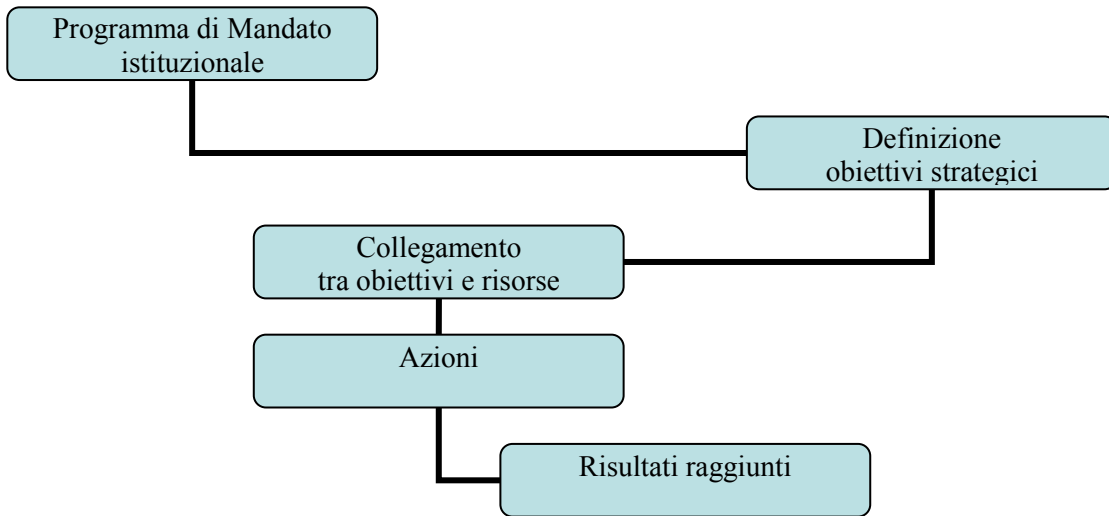 Programma di Mandato
istituzionale
Definizione
obiettivi strategici
Collegamento
tra obiettivi e risorse
Azioni
Risultati raggiunti